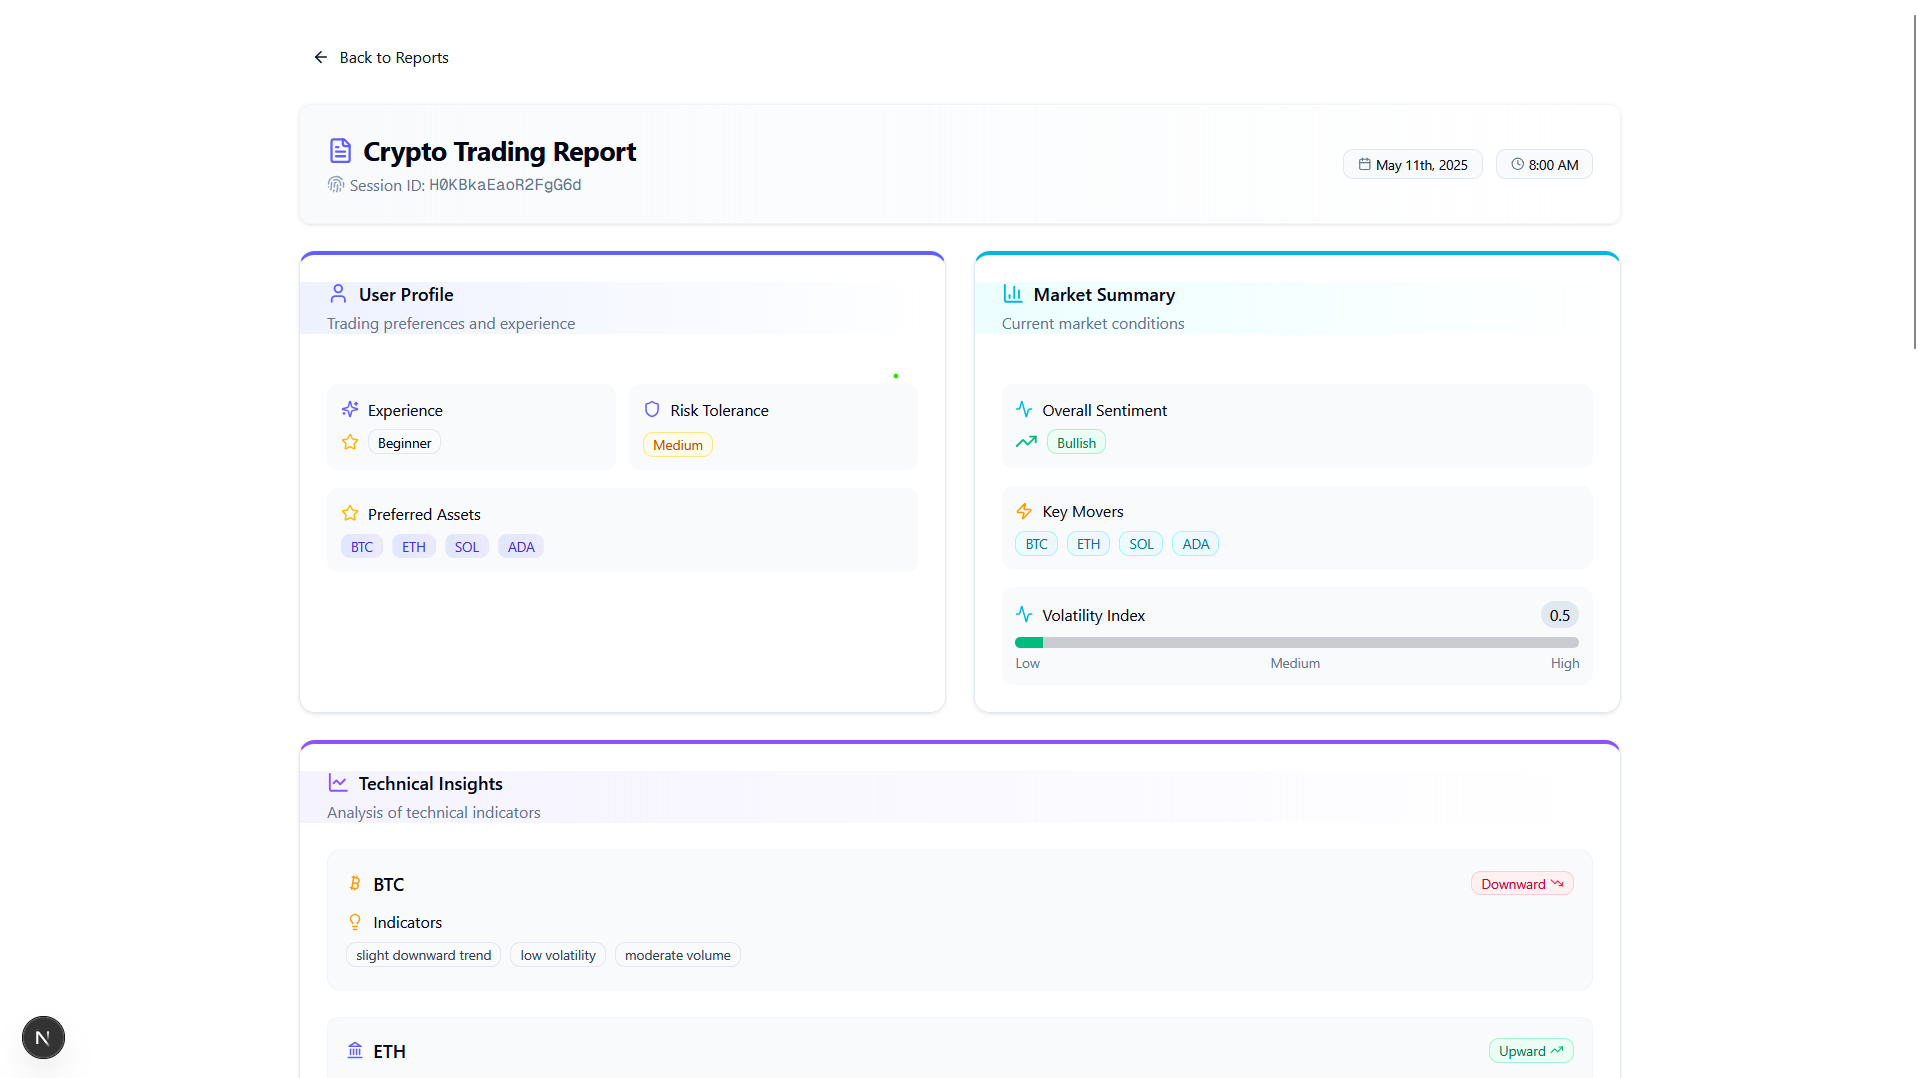 Back to Reports
Crypto Trading Report
Session ID: H0KBkaEaoR2FgG6d
May 11th, 2025
8:00 AM
User Profile
Trading preferences and experience
Experience
Beginner
Risk Tolerance
Medium
Preferred Assets
BTC ETH SOL ADA
Market Summary
Current market conditions
Overall Sentiment
Bullish
Key Movers
BTC ETH SOL ADA
Volatility Index 0.5
Low Medium High
Technical Insights
Analysis of technical indicators
BTC Downward
Indicators
slight downward trend low volatility moderate volume
ETH Upward
N